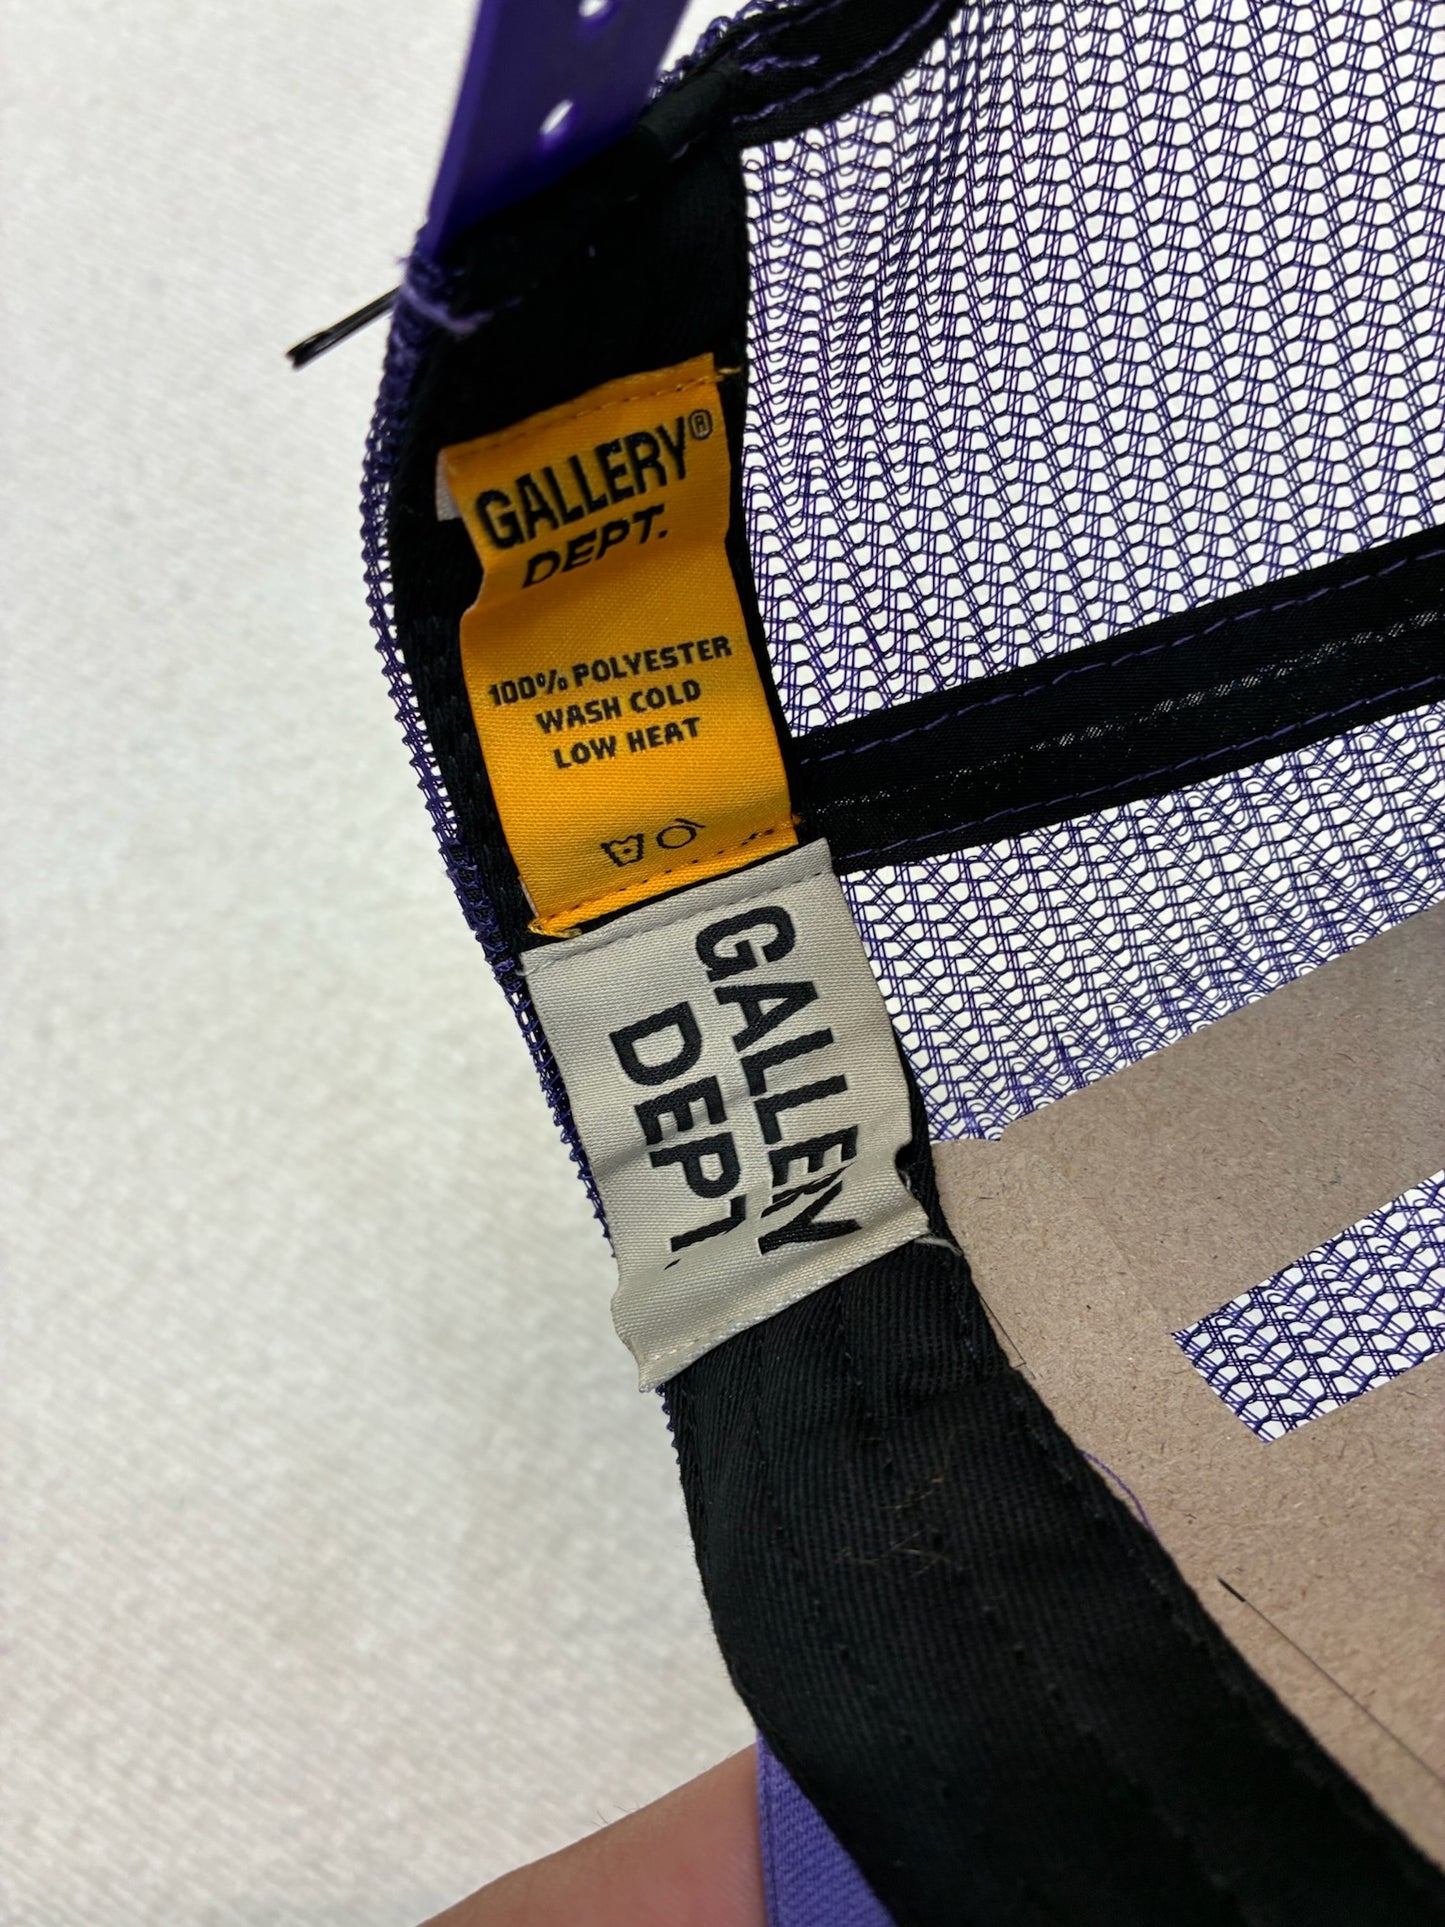 GALLERY®
DEPT.
100% POLYESTER
WASH COLD
LOW HEAT
GALLERY
DEPT.